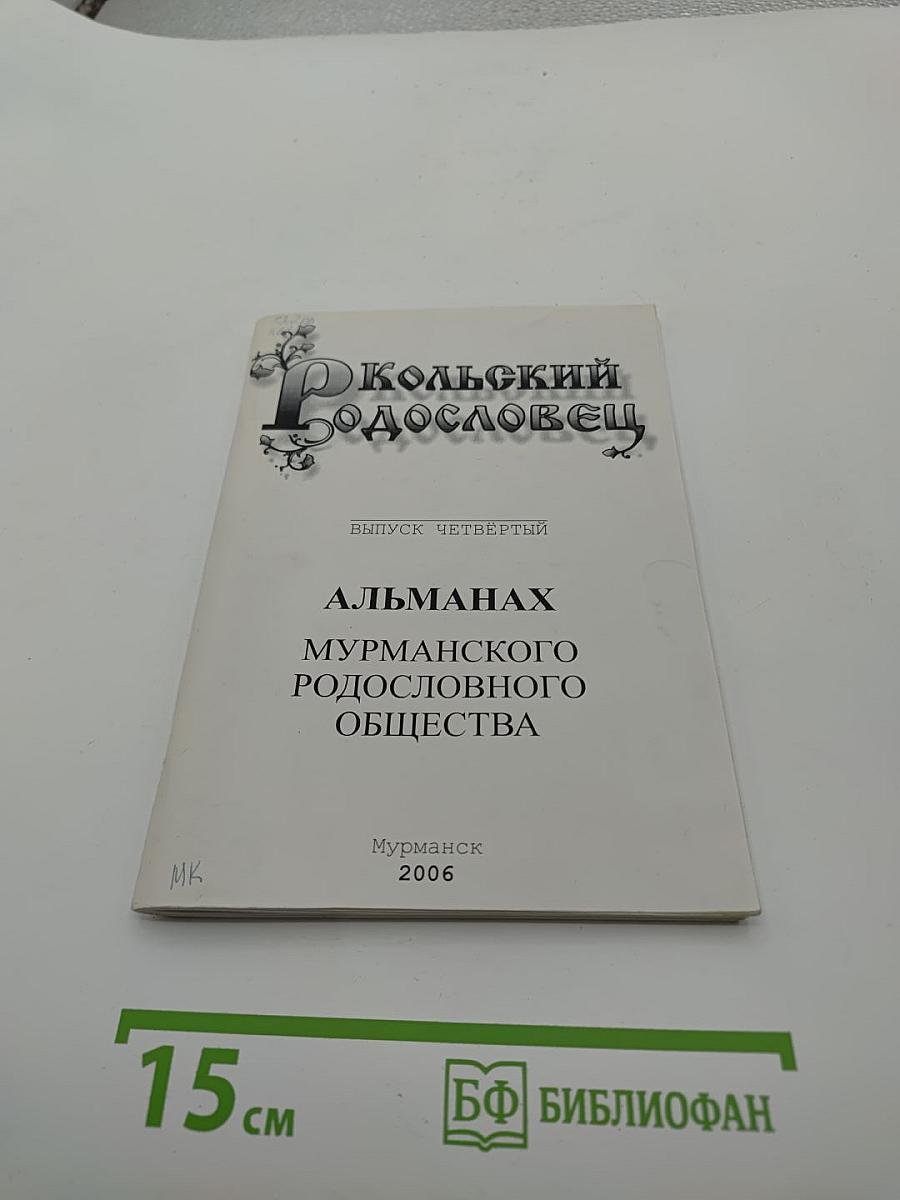 Кольский
Родословец
ВЫПУСК ЧЕТВЁРТЫЙ
АЛЬМАНАХ
МУРМАНСКОГО
РОДОСЛОВНОГО
ОБЩЕСТВА
Мурманск
2006
МК
15 см
БФ БИБЛИОФАН